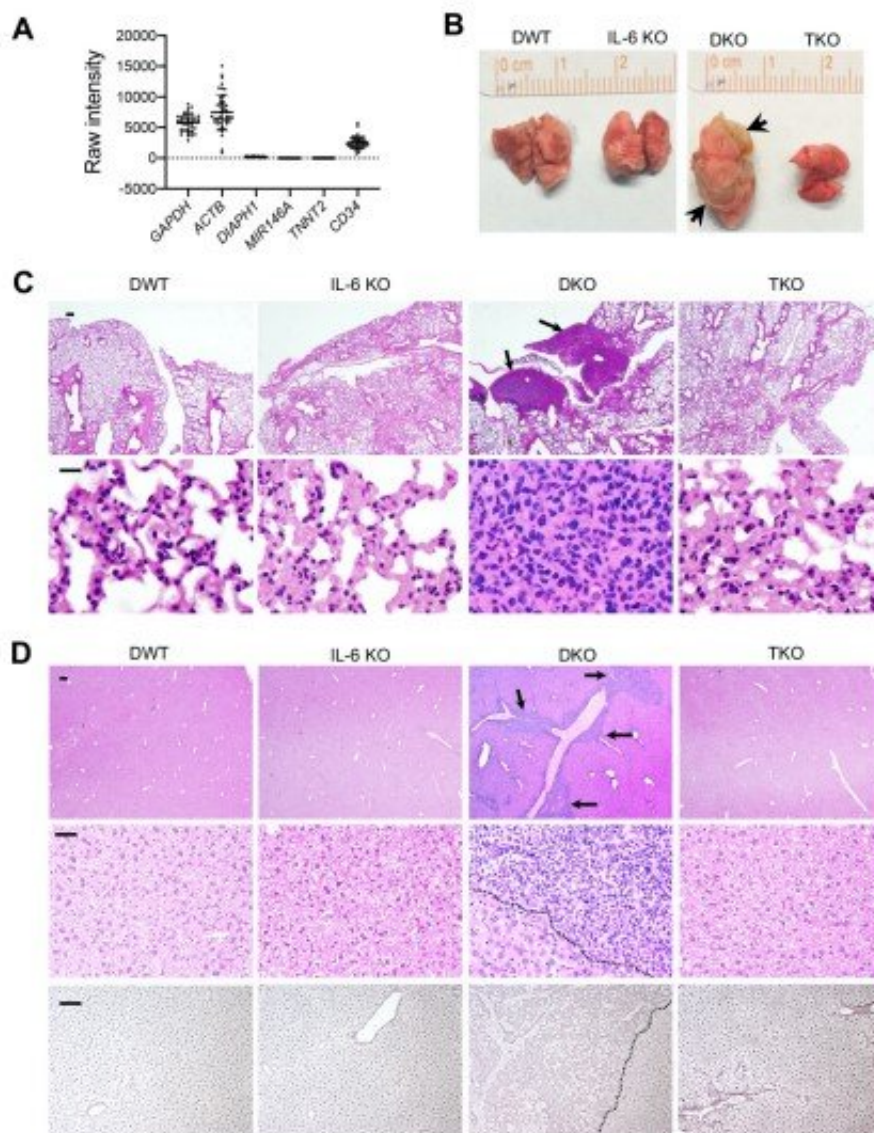 A
Raw intensity
20000
15000
10000
5000
0
-5000
GAPDH
ACTB
DIAPH1
MIR146A
TNNT2
CD34
B
DWT IL-6 KO DKO TKO
0 cm 1 2
0 cm 1 2
C
DWT IL-6 KO DKO TKO
D
DWT IL-6 KO DKO TKO